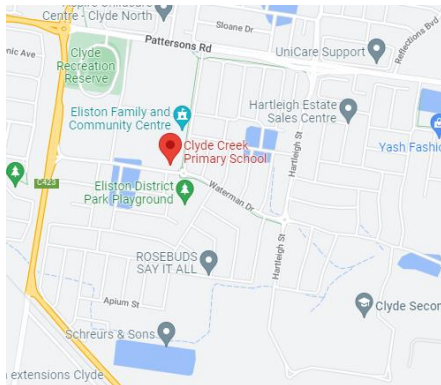 Centre - Clyde North
Sloane Dr
Pattersons Rd
Reflections Bvd
UniCare Support
Clyde
Recreation
Reserve
Eliston Family and
Community Centre
Hartleigh Estate
Sales Centre
Hartleigh St
Yash Fashio
Clyde Creek
Primary School
C423
Eliston District
Park Playground
Waterman Dr
ROSEBUDS
SAY IT ALL
Hartleigh St
Apium St
Clyde Secon
Schreurs & Sons
extensions Clyde